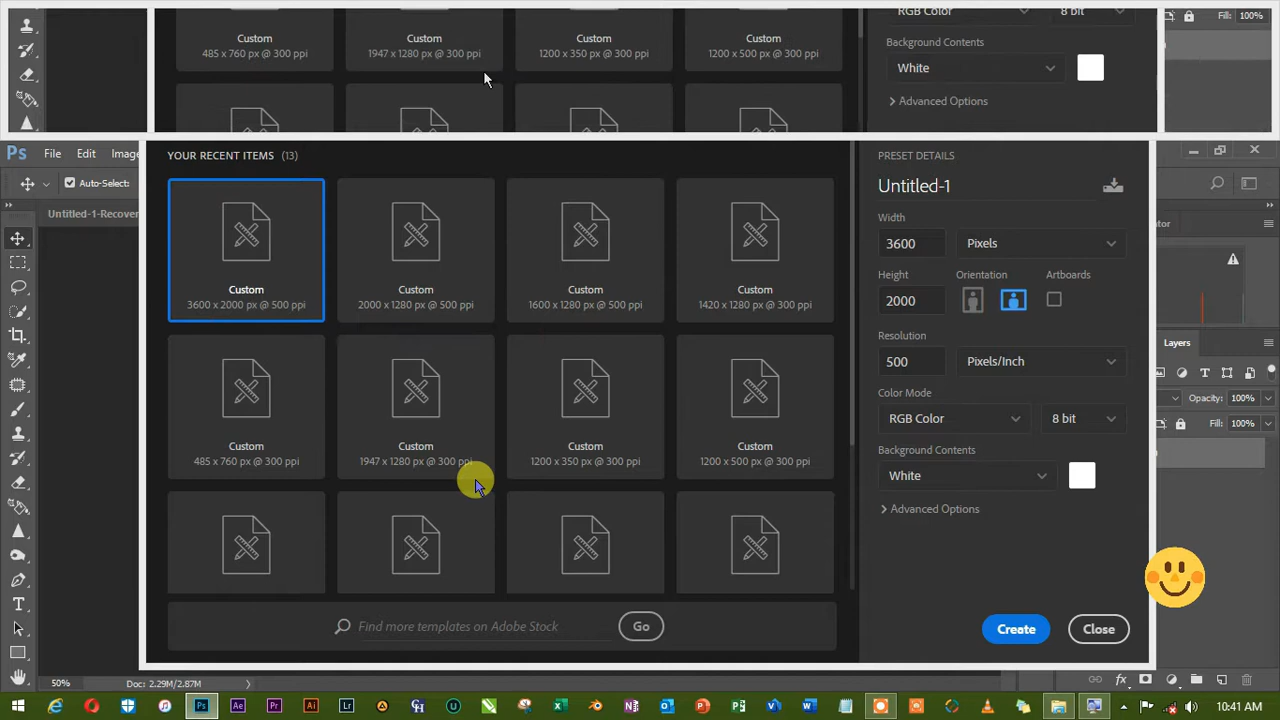 RGB Color 8 bit Fill: 100%
Custom Custom Custom Custom
485 x 760 px @ 300 ppi 1947 x 1280 px @ 300 ppi 1200 x 350 px @ 300 ppi 1200 x 500 px @ 300 ppi
Background Contents
White
Advanced Options
Ps File Edit Imag
YOUR RECENT ITEMS (13)
PRESET DETAILS
Auto-Select:
Untitled-1
Untitled-1-Recover
Width
3600 Pixels
Height Orientation Artboards
2000
Custom Custom Custom Custom
3600 x 2000 px @ 500 ppi 2000 x 1280 px @ 500 ppi 1600 x 1280 px @ 500 ppi 1420 x 1280 px @ 300 ppi
Resolution
500 Pixels/Inch
Layers
Color Mode
RGB Color 8 bit
Opacity: 100%
Fill: 100%
Custom Custom Custom Custom
485 x 760 px @ 300 ppi 1947 x 1280 px @ 300 ppi 1200 x 350 px @ 300 ppi 1200 x 500 px @ 300 ppi
Background Contents
White
Advanced Options
Find more templates on Adobe Stock Go
Create Close
50% Doc: 2.29M/2.87M
Ps Ae Pr Ai Lr
10:41 AM